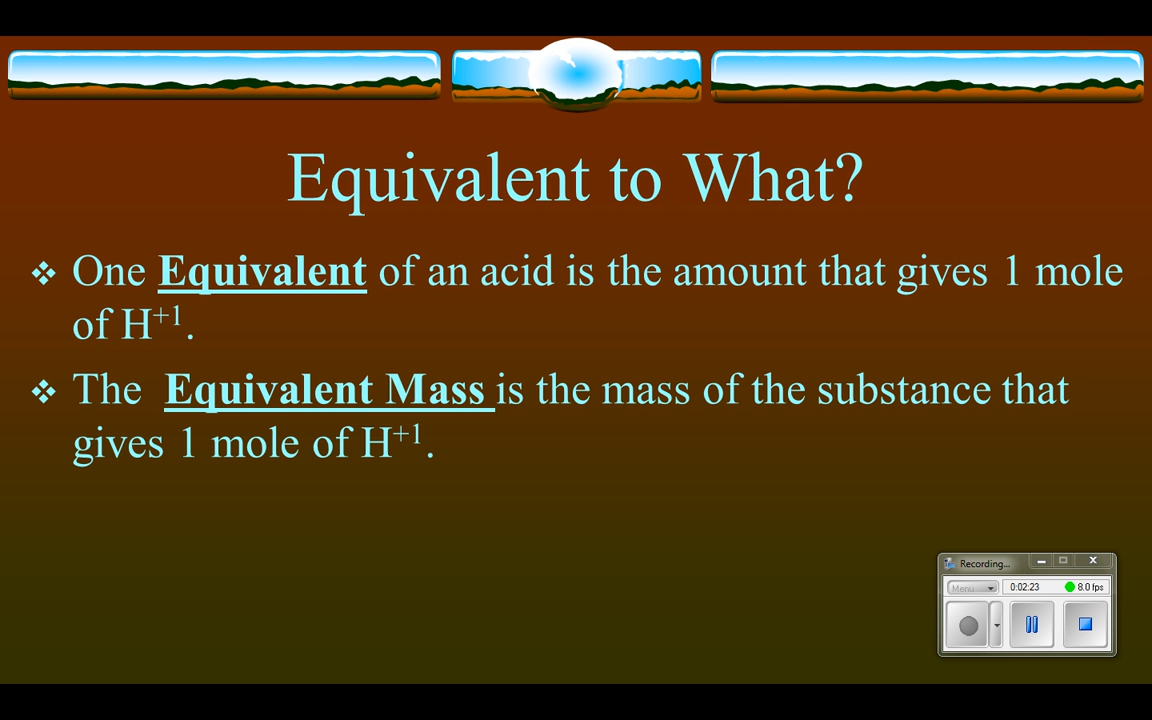 Equivalent to What?
❖ One Equivalent of an acid is the amount that gives 1 mole
of H⁺¹.
❖ The Equivalent Mass is the mass of the substance that
gives 1 mole of H⁺¹.
Recording...
Menu 0:02:23 8.0 fps